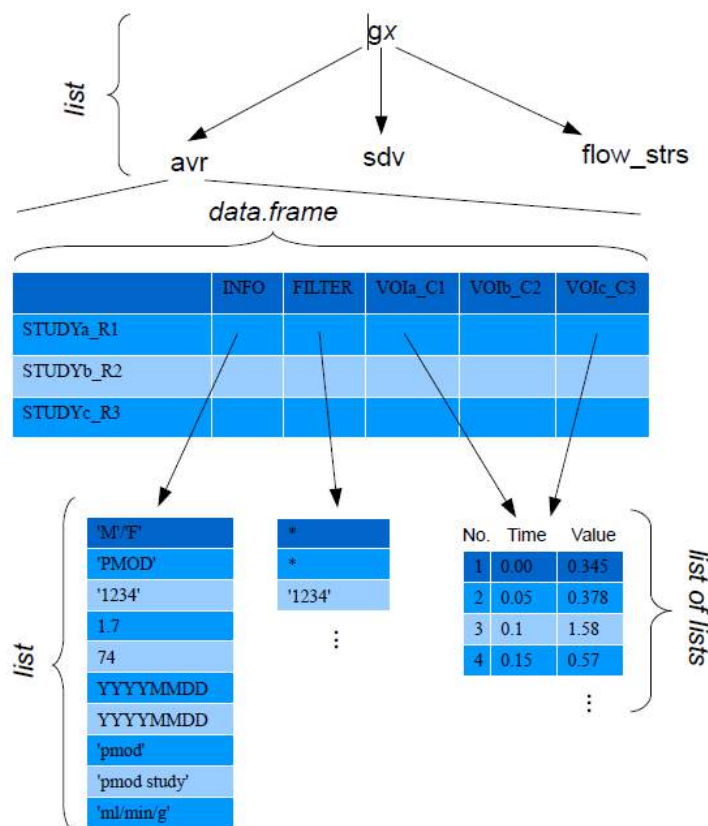 gx
list
avr
sdv
flow_strs
data.frame
INFO FILTER VOIa_C1 VOIb_C2 VOIc_C3
STUDYa_R1
STUDYb_R2
STUDYc_R3
list
'M'/'F'
'PMOD'
'1234'
1.7
74
YYYYMMDD
YYYYMMDD
'pmod'
'pmod study'
'ml/min/g'
*
*
'1234'
⋮
No. Time Value
1 0.00 0.345
2 0.05 0.378
3 0.1 1.58
4 0.15 0.57
⋮
list of lists